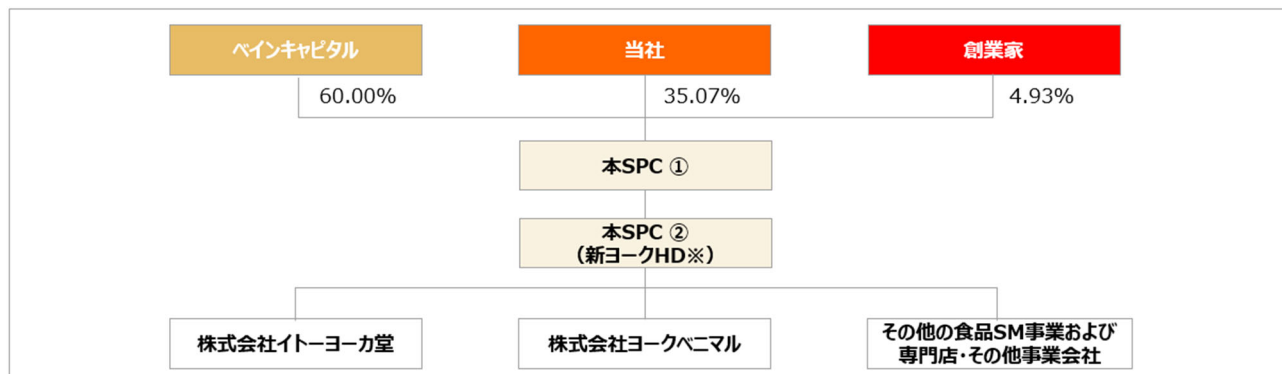 ベインキャピタル
当社
創業家
60.00%
35.07%
4.93%
本SPC ①
本SPC ②
（新ヨークHD※）
株式会社イトーヨーカ堂
株式会社ヨークベニマル
その他の食品SM事業および
専門店・その他事業会社